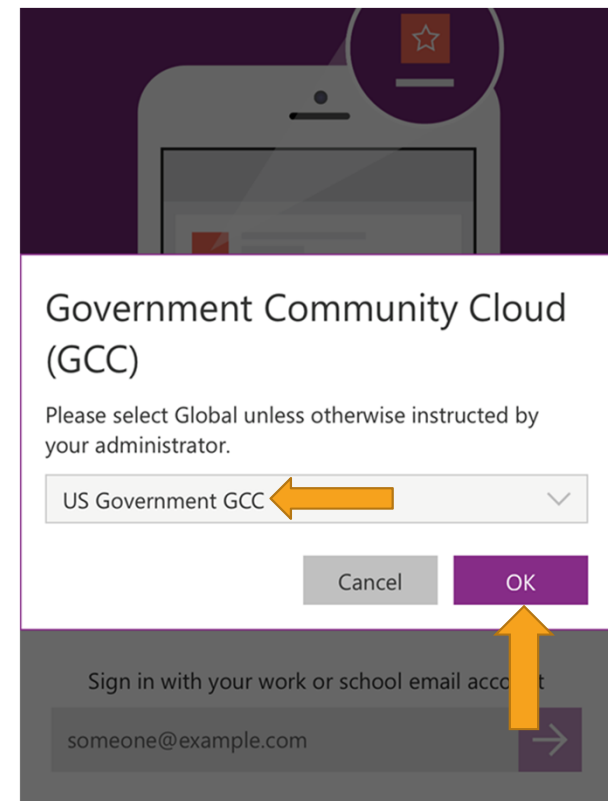 Government Community Cloud
(GCC)
Please select Global unless otherwise instructed by
your administrator.
US Government GCC
Cancel
OK
Sign in with your work or school email account
someone@example.com